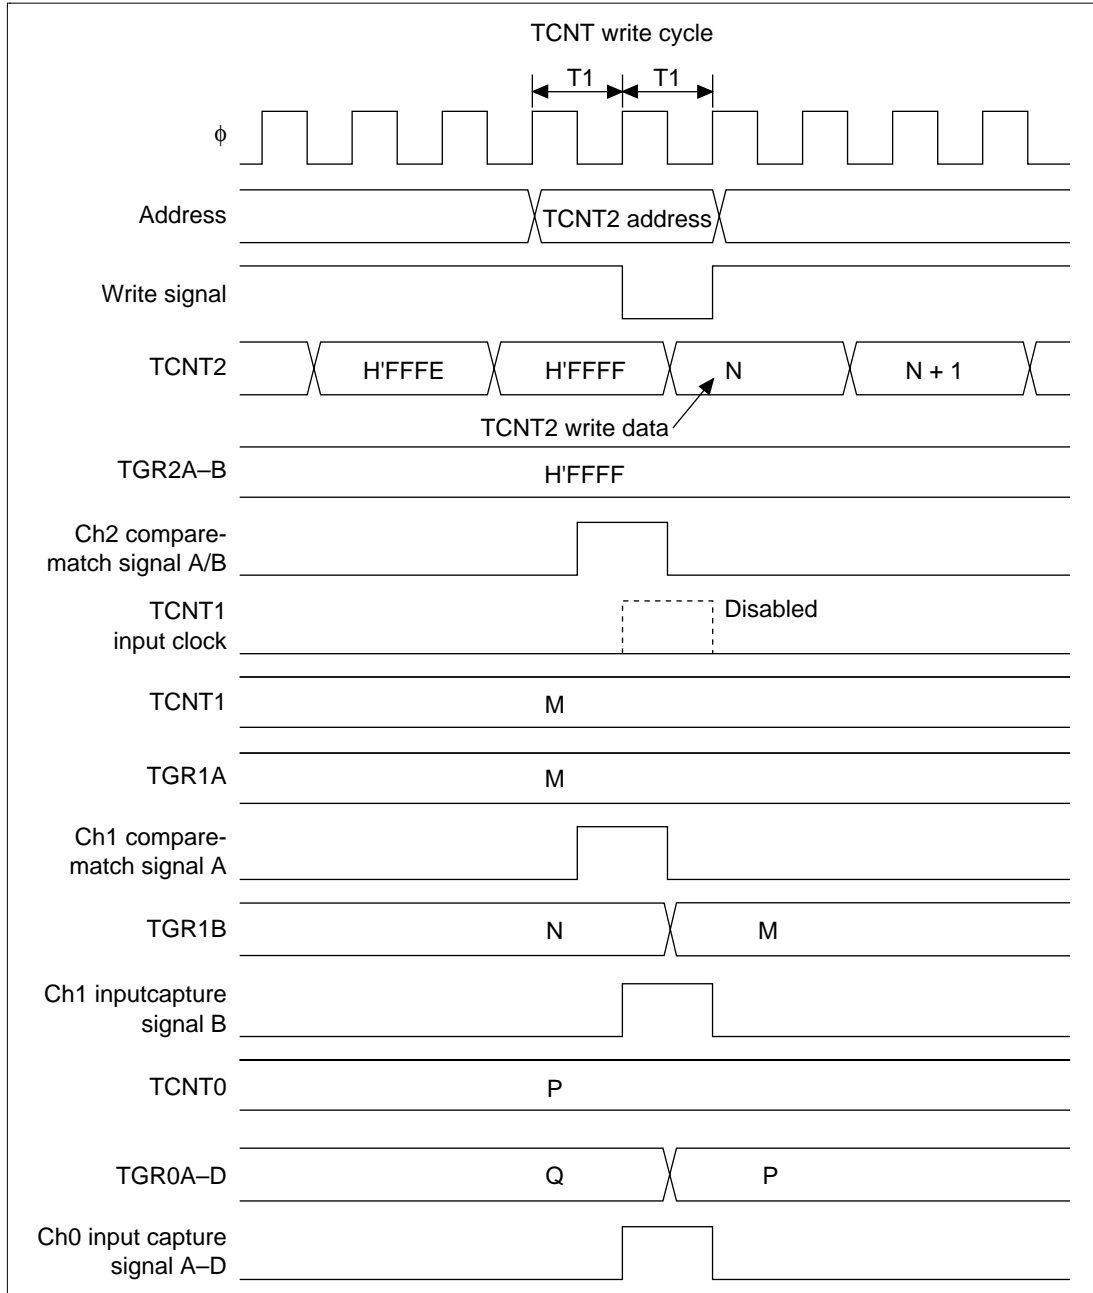 TCNT write cycle
T1 T1
ϕ
Address
TCNT2 address
Write signal
TCNT2
H'FFFE H'FFFF N N + 1
TCNT2 write data
TGR2A–B
H'FFFF
Ch2 compare-
match signal A/B
TCNT1
input clock
Disabled
TCNT1
M
TGR1A
M
Ch1 compare-
match signal A
TGR1B
N M
Ch1 inputcapture
signal B
TCNT0
P
TGR0A–D
Q P
Ch0 input capture
signal A–D